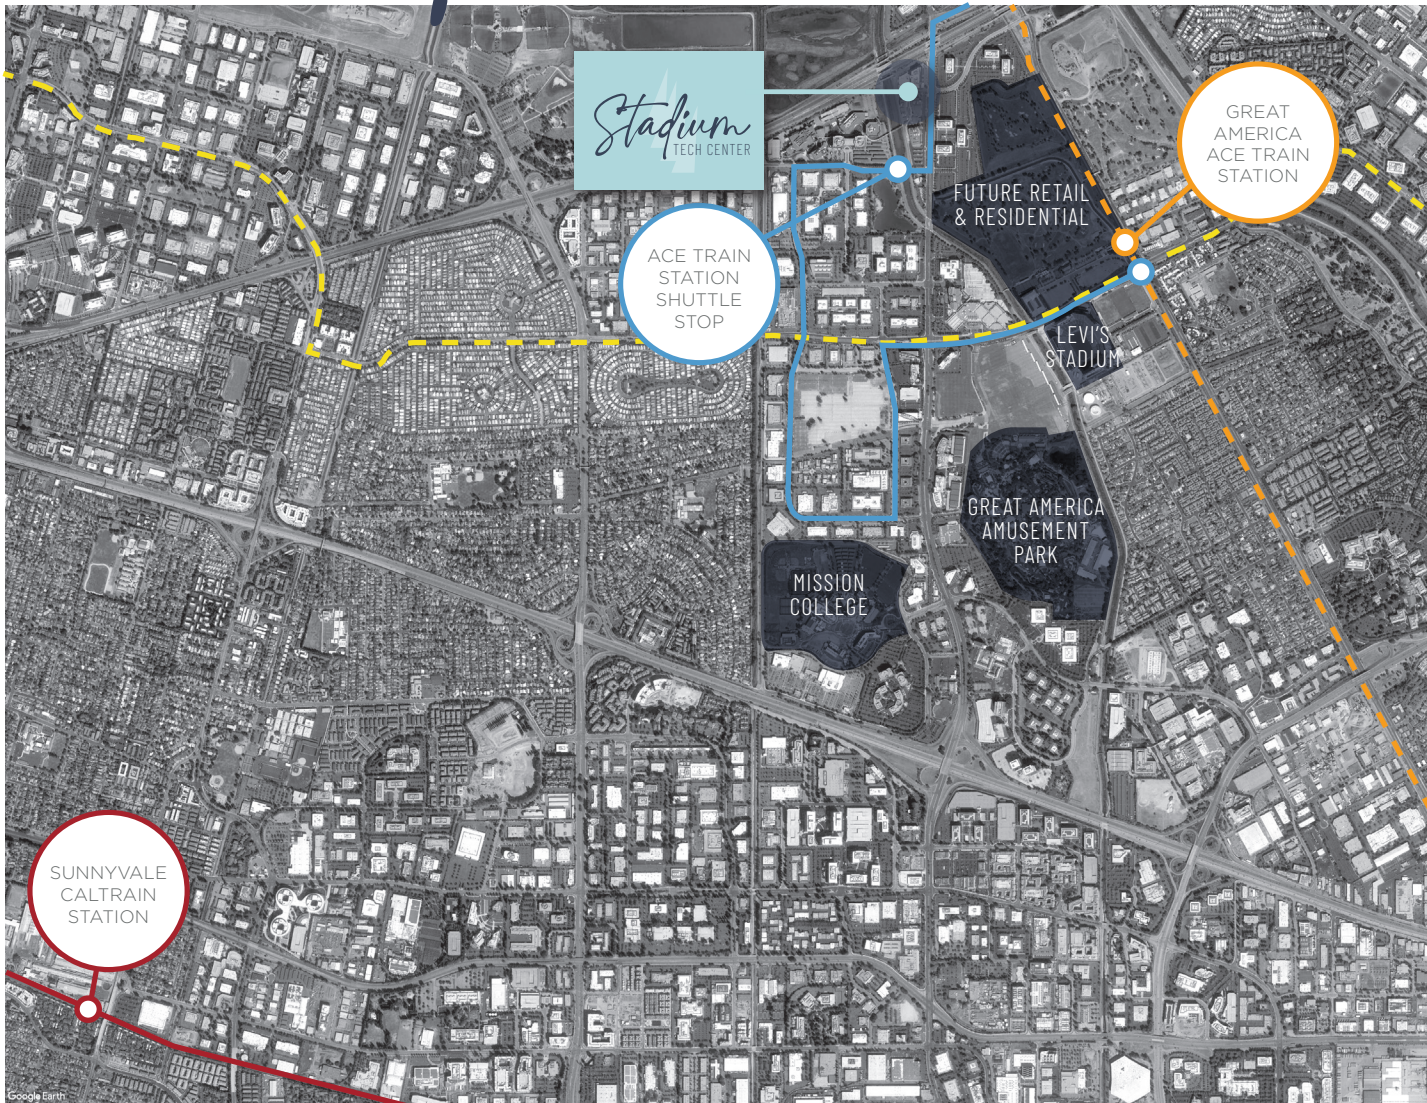 Stadium
TECH CENTER
GREAT
AMERICA
ACE TRAIN
STATION
FUTURE RETAIL
& RESIDENTIAL
ACE TRAIN
STATION
SHUTTLE
STOP
LEVI'S
STADIUM
GREAT AMERICA
AMUSEMENT
PARK
MISSION
COLLEGE
SUNNYVALE
CALTRAIN
STATION
Google Earth